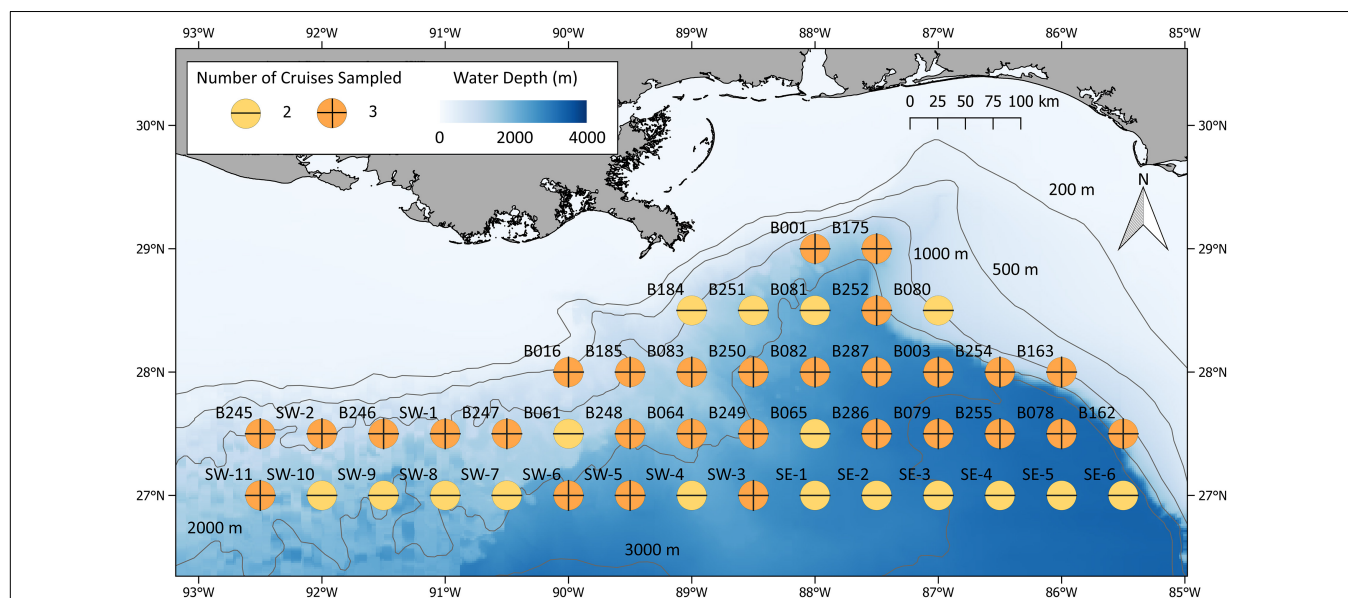 93°W 92°W 91°W 90°W 89°W 88°W 87°W 86°W 85°W
Number of Cruises Sampled Water Depth (m)
2 3
0 2000 4000
0 25 50 75 100 km
30°N 30°N
N
200 m
29°N B001 B175 29°N
1000 m
500 m
B184 B251 B081 B252 B080
B016 B185 B083 B250 B082 B287 B003 B254 B163
28°N 28°N
B245 SW-2 B246 SW-1 B247 B061 B248 B064 B249 B065 B286 B079 B255 B078 B162
SW-11 SW-10 SW-9 SW-8 SW-7 SW-6 SW-5 SW-4 SW-3 SE-1 SE-2 SE-3 SE-4 SE-5 SE-6
27°N 27°N
2000 m
3000 m
93°W 92°W 91°W 90°W 89°W 88°W 87°W 86°W 85°W